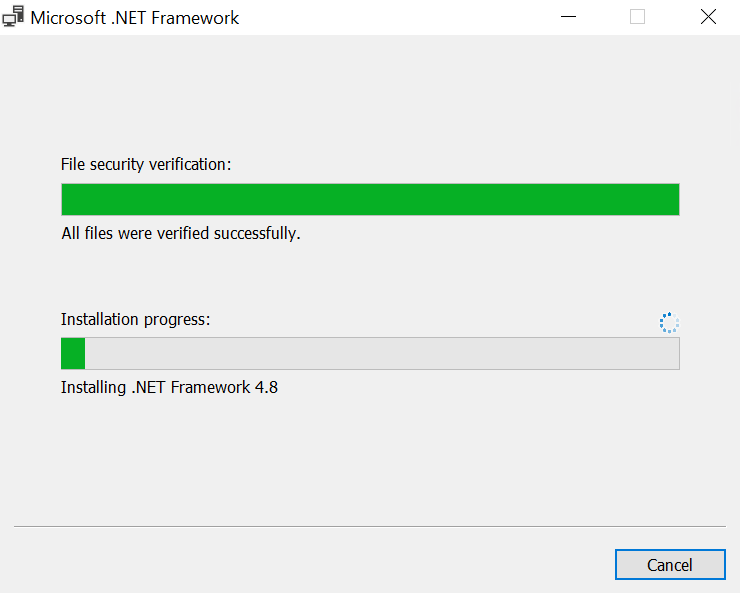 Microsoft .NET Framework
File security verification:
All files were verified successfully.
Installation progress:
Installing .NET Framework 4.8
Cancel